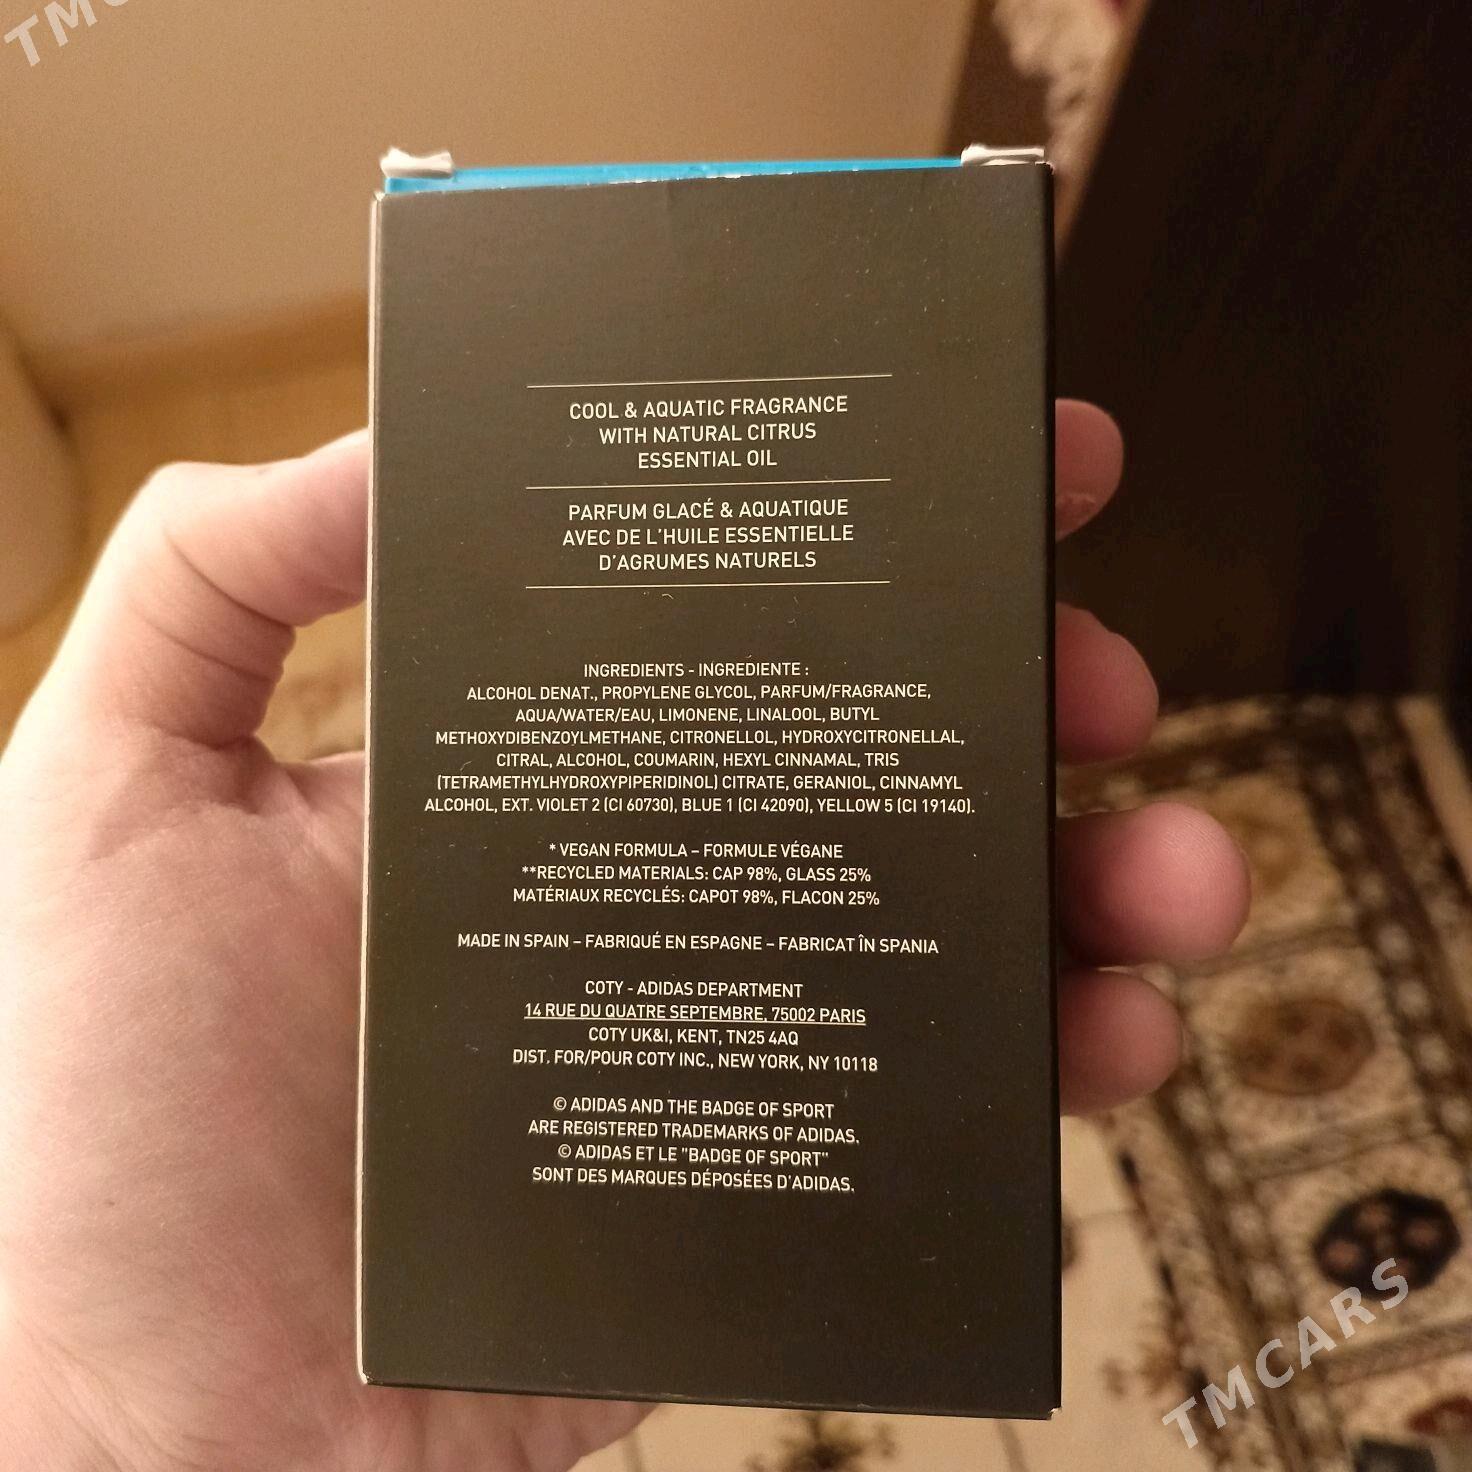 TMC
COOL & AQUATIC FRAGRANCE
WITH NATURAL CITRUS
ESSENTIAL OIL
PARFUM GLACÉ & AQUATIQUE
AVEC DE L'HUILE ESSENTIELLE
D'AGRUMES NATURELS
INGREDIENTS - INGREDIENTE :
ALCOHOL DENAT., PROPYLENE GLYCOL, PARFUM/FRAGRANCE,
AQUA/WATER/EAU, LIMONENE, LINALOOL, BUTYL
METHOXYDIBENZOYLMETHANE, CITRONELLOL, HYDROXYCITRONELLAL,
CITRAL, ALCOHOL, COUMARIN, HEXYL CINNAMAL, TRIS
(TETRAMETHYLHYDROXYPIPERIDINOL) CITRATE, GERANIOL, CINNAMYL
ALCOHOL, EXT. VIOLET 2 (CI 60730), BLUE 1 (CI 42090), YELLOW 5 (CI 19140).
* VEGAN FORMULA – FORMULE VÉGANE
**RECYCLED MATERIALS: CAP 98%, GLASS 25%
MATÉRIAUX RECYCLÉS: CAPOT 98%, FLACON 25%
MADE IN SPAIN – FABRIQUÉ EN ESPAGNE – FABRICAT ÎN SPANIA
COTY - ADIDAS DEPARTMENT
14 RUE DU QUATRE SEPTEMBRE, 75002 PARIS
COTY UK&I, KENT, TN25 4AQ
DIST. FOR/POUR COTY INC., NEW YORK, NY 10118
© ADIDAS AND THE BADGE OF SPORT
ARE REGISTERED TRADEMARKS OF ADIDAS.
© ADIDAS ET LE "BADGE OF SPORT"
SONT DES MARQUES DÉPOSÉES D'ADIDAS.
TMCARS